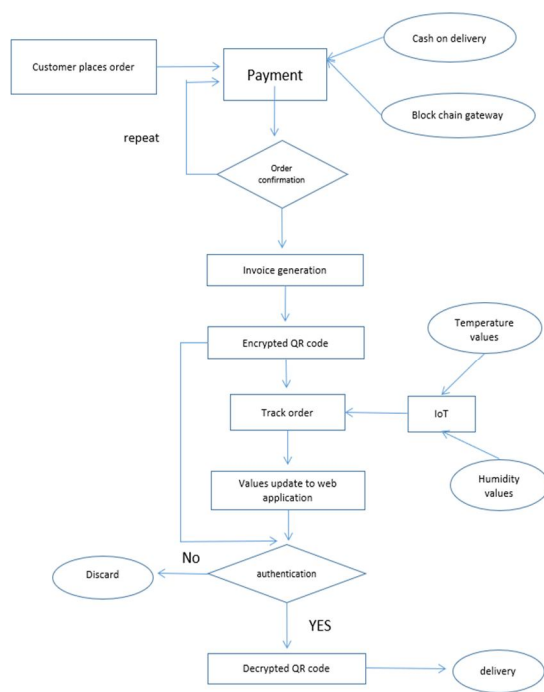 Cash on delivery
Customer places order
Payment
Block chain gateway
repeat
Order
confirmation
Invoice generation
Temperature
values
Encrypted QR code
Track order
IoT
Values update to web
application
Humidity
values
No
Discard
authentication
YES
Decrypted QR code
delivery